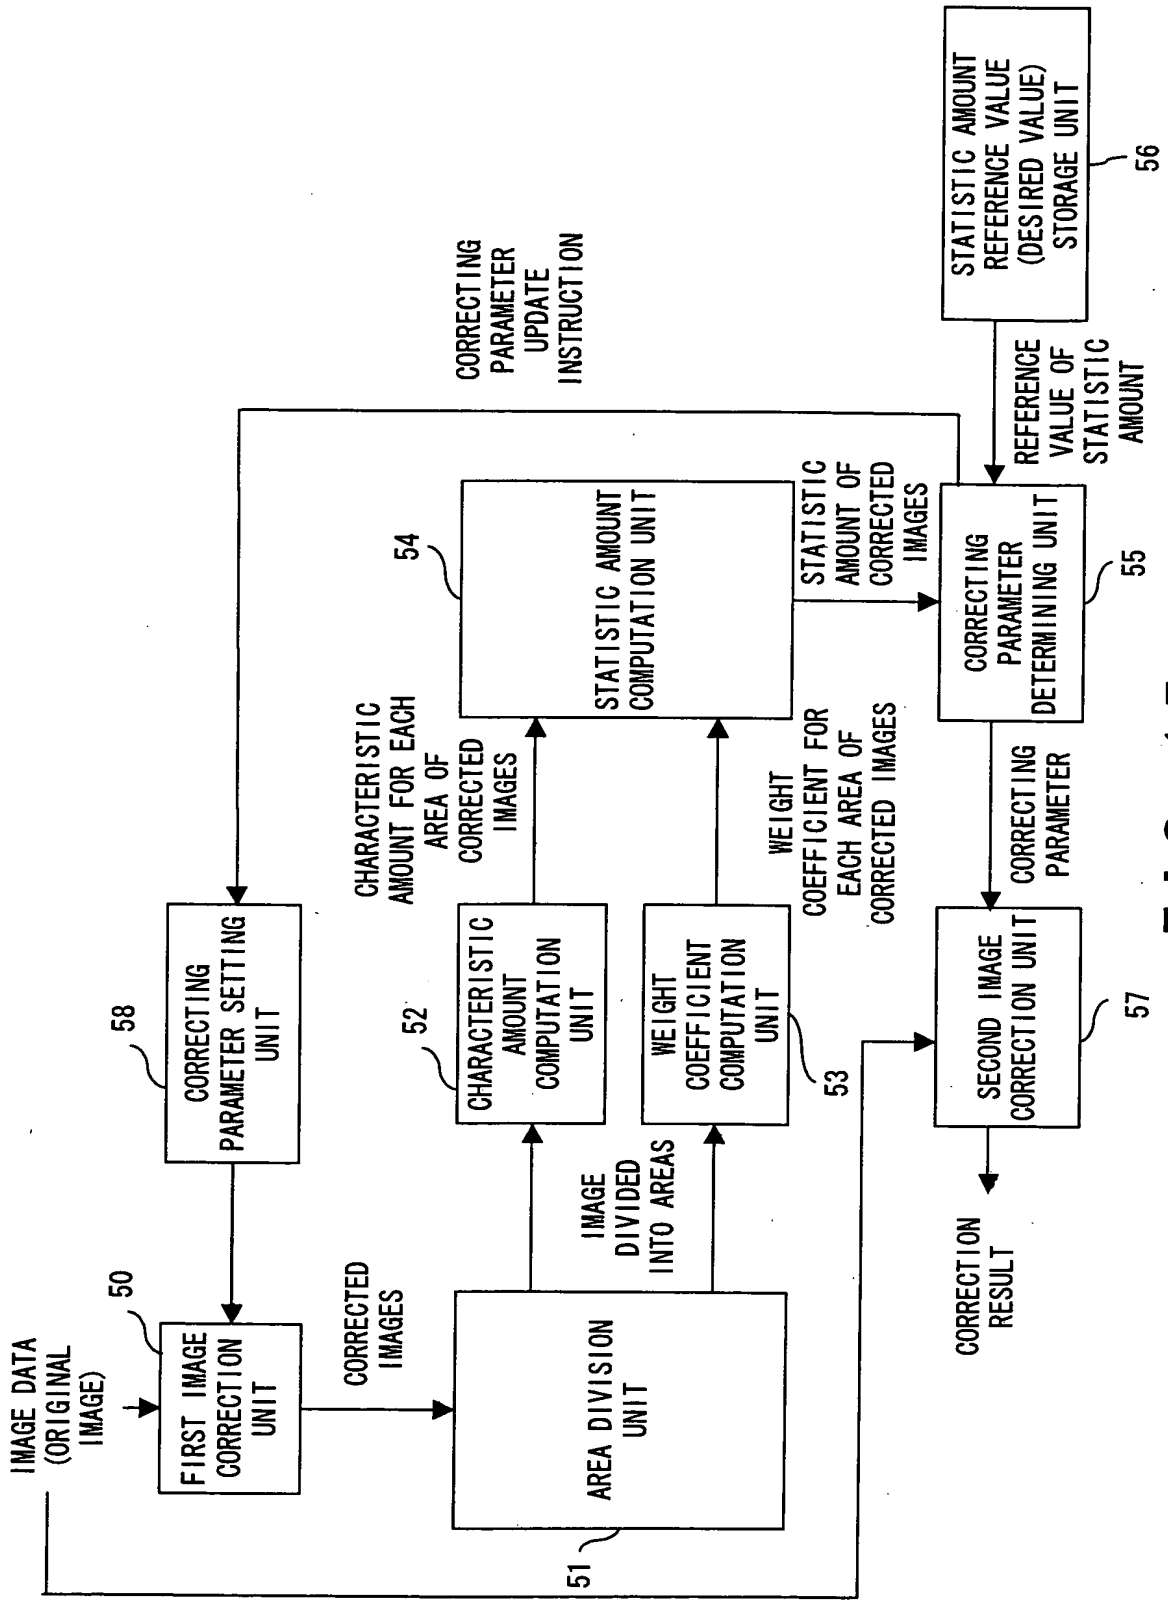 IMAGE DATA
(ORIGINAL
IMAGE)
50
FIRST IMAGE
CORRECTION
UNIT
58
CORRECTING
PARAMETER SETTING
UNIT
CORRECTING
PARAMETER
UPDATE
INSTRUCTION
CORRECTED
IMAGES
51
AREA DIVISION
UNIT
IMAGE
DIVIDED
INTO AREAS
52
CHARACTERISTIC
AMOUNT
COMPUTATION
UNIT
WEIGHT
COEFFICIENT
COMPUTATION
UNIT
53
CHARACTERISTIC
AMOUNT FOR EACH
AREA OF
CORRECTED
IMAGES
WEIGHT
COEFFICIENT FOR
EACH AREA OF
CORRECTED IMAGES
54
STATISTIC AMOUNT
COMPUTATION UNIT
STATISTIC
AMOUNT OF
CORRECTED
IMAGES
CORRECTION
RESULT
SECOND IMAGE
CORRECTION UNIT
57
CORRECTING
PARAMETER
CORRECTING
PARAMETER
DETERMINING UNIT
55
REFERENCE
VALUE OF
STATISTIC
AMOUNT
STATISTIC AMOUNT
REFERENCE VALUE
(DESIRED VALUE)
STORAGE UNIT
56